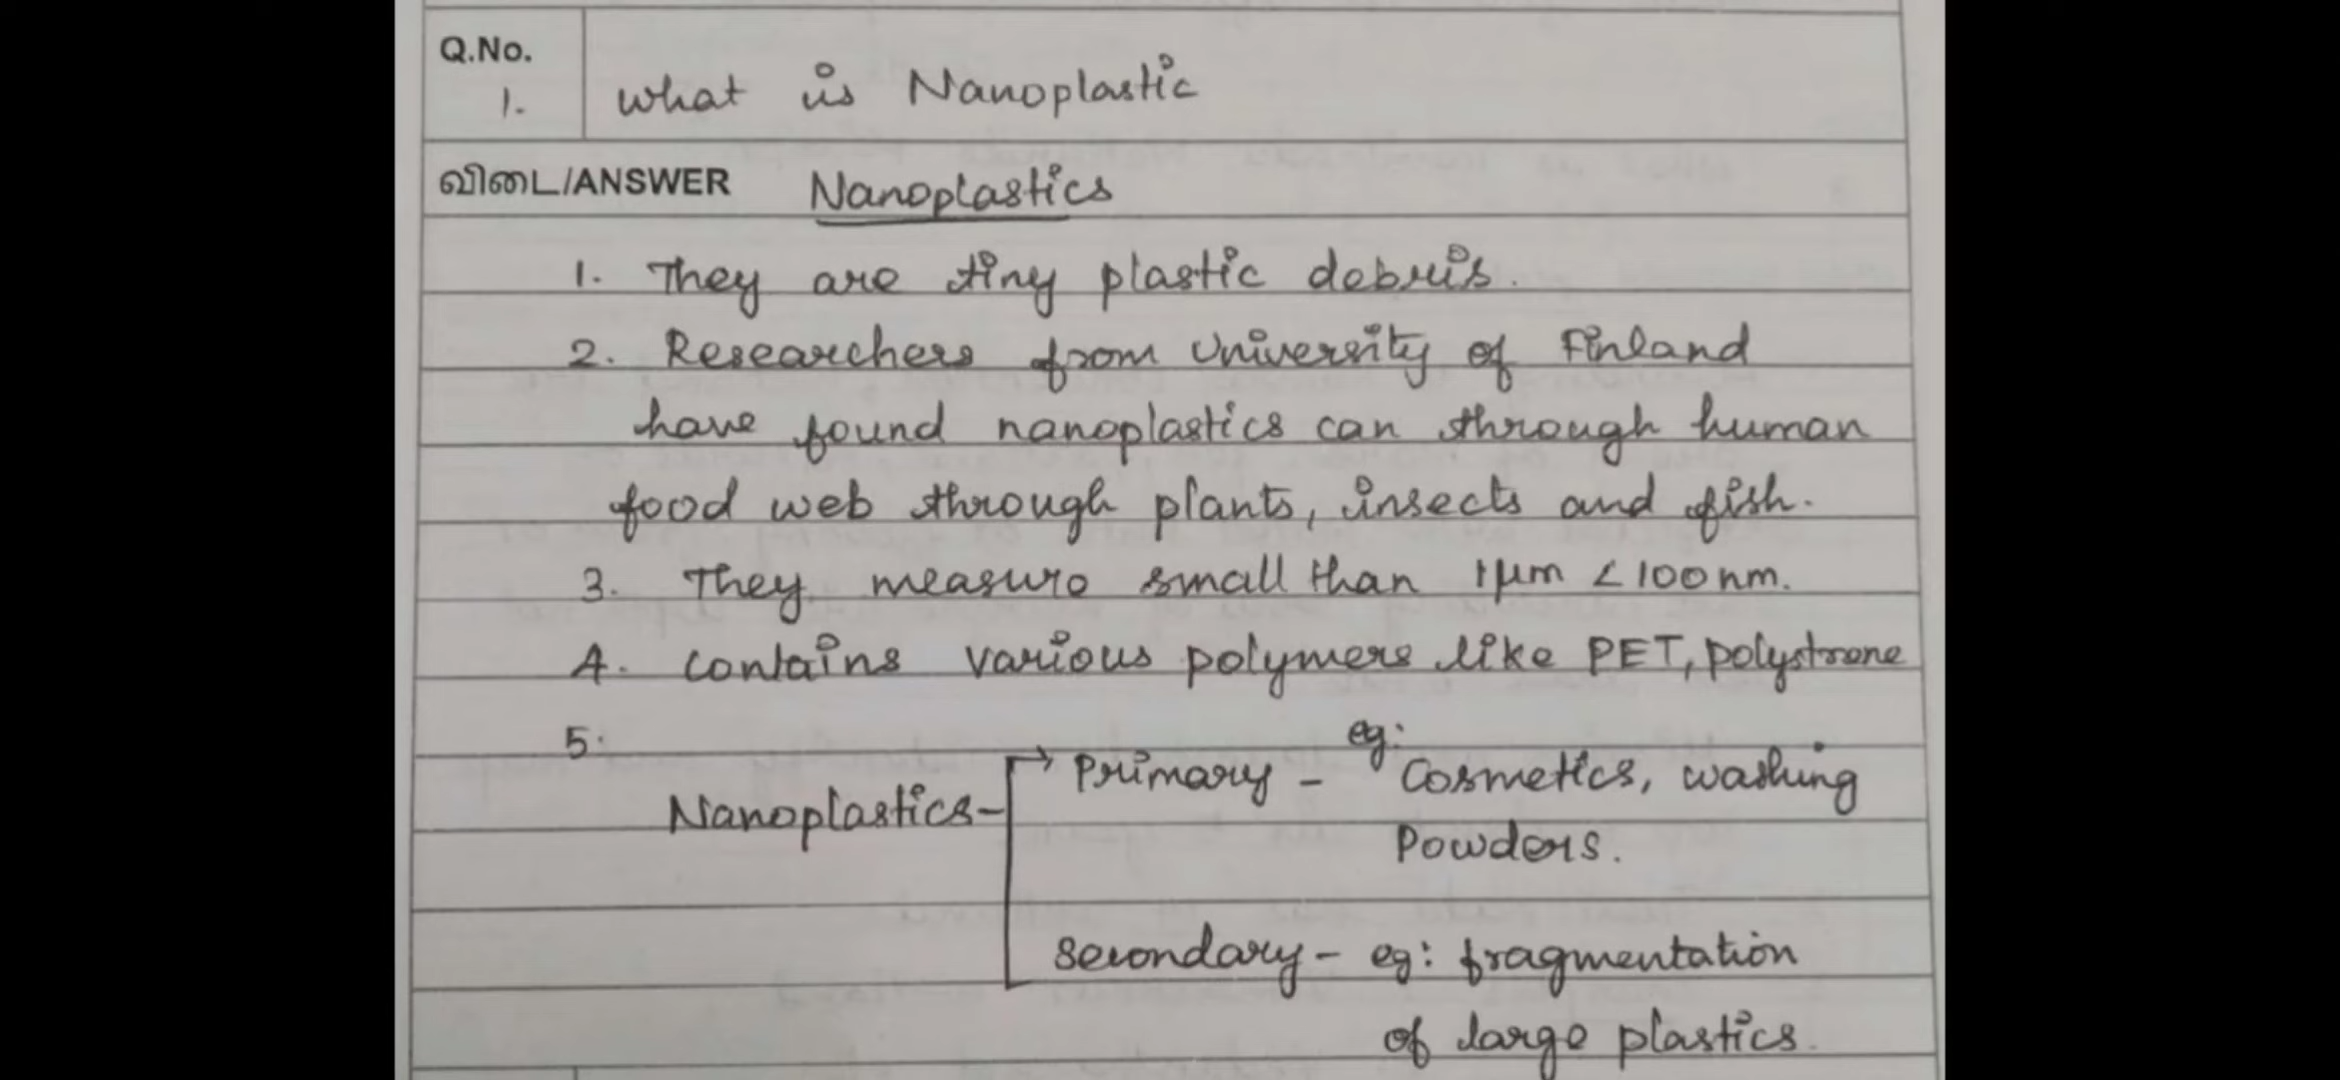 Q.No.
1. What is Nanoplastic
விடை/ANSWER Nanoplastics
1. They are tiny plastic debris.
2. Researchers from University of Finland
have found nanoplastics can through human
food web through plants, insects and fish.
3. They measure small than 1μm <100nm.
4. Contains various polymers like PET, polystrene
5.
eg:
Primary - Cosmetics, washing
Nanoplastics-
Powders.
Secondary - eg: fragmentation
of large plastics.